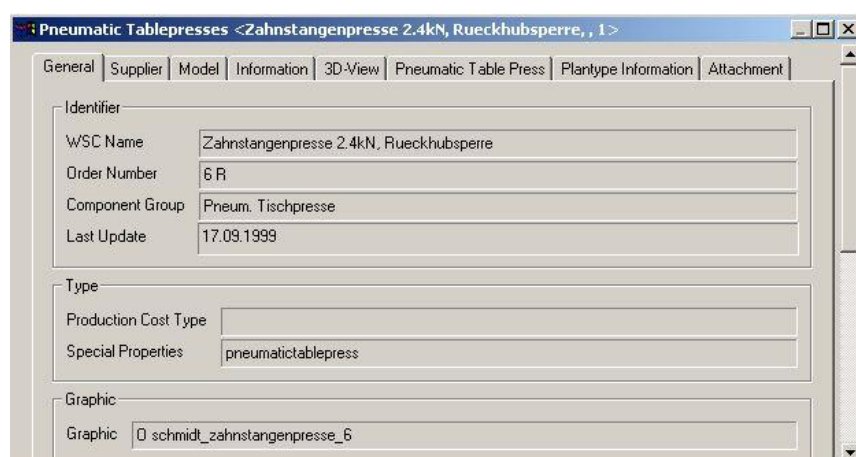 Pneumatic Tablepresses <Zahnstangenpresse 2.4kN, Rueckhubsperre, , 1>
General Supplier Model Information 3D-View Pneumatic Table Press Plantype Information Attachment
Identifier
WSC Name Zahnstangenpresse 2.4kN, Rueckhubsperre
Order Number 6 R
Component Group Pneum. Tischpresse
Last Update 17.09.1999
Type
Production Cost Type
Special Properties pneumatictablepress
Graphic
Graphic O schmidt_zahnstangenpresse_6